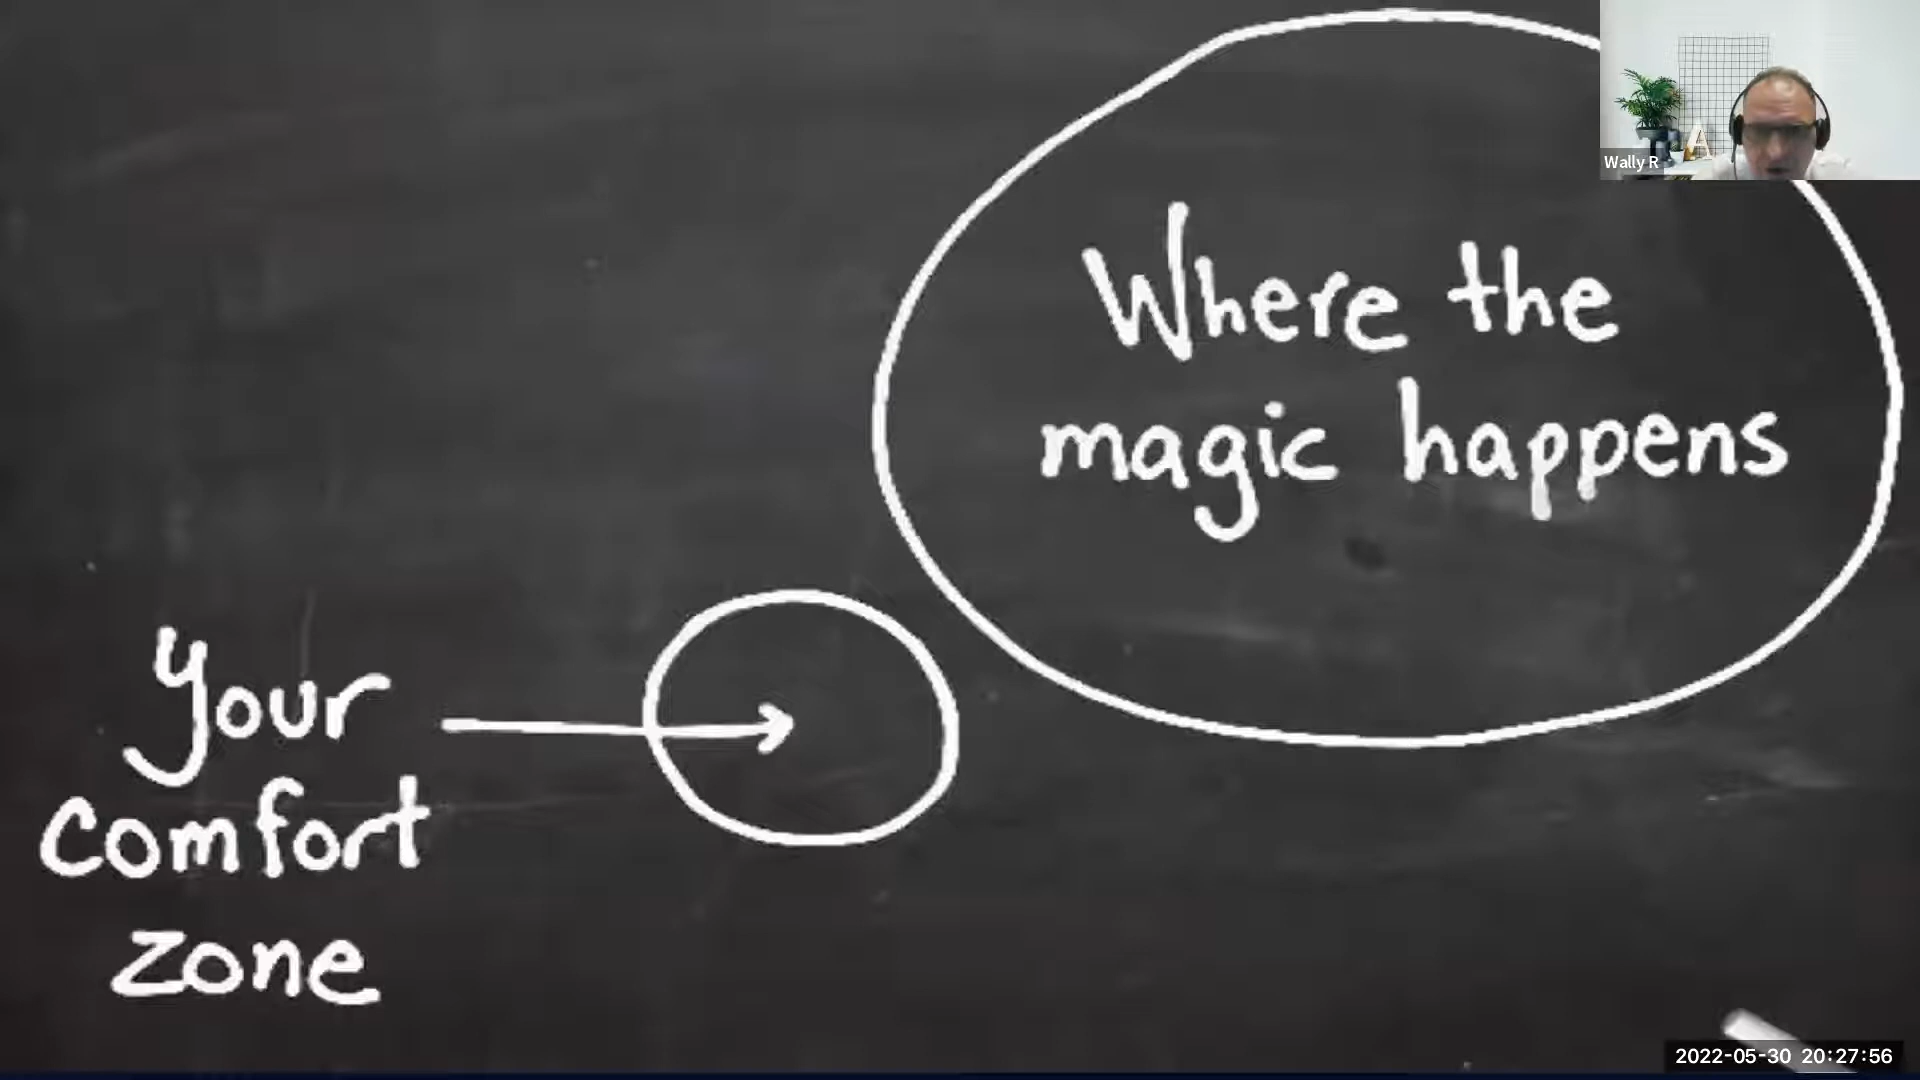 Where the
magic happens
Your
comfort
zone
Wally R
A
2022-05-30 20:27:56